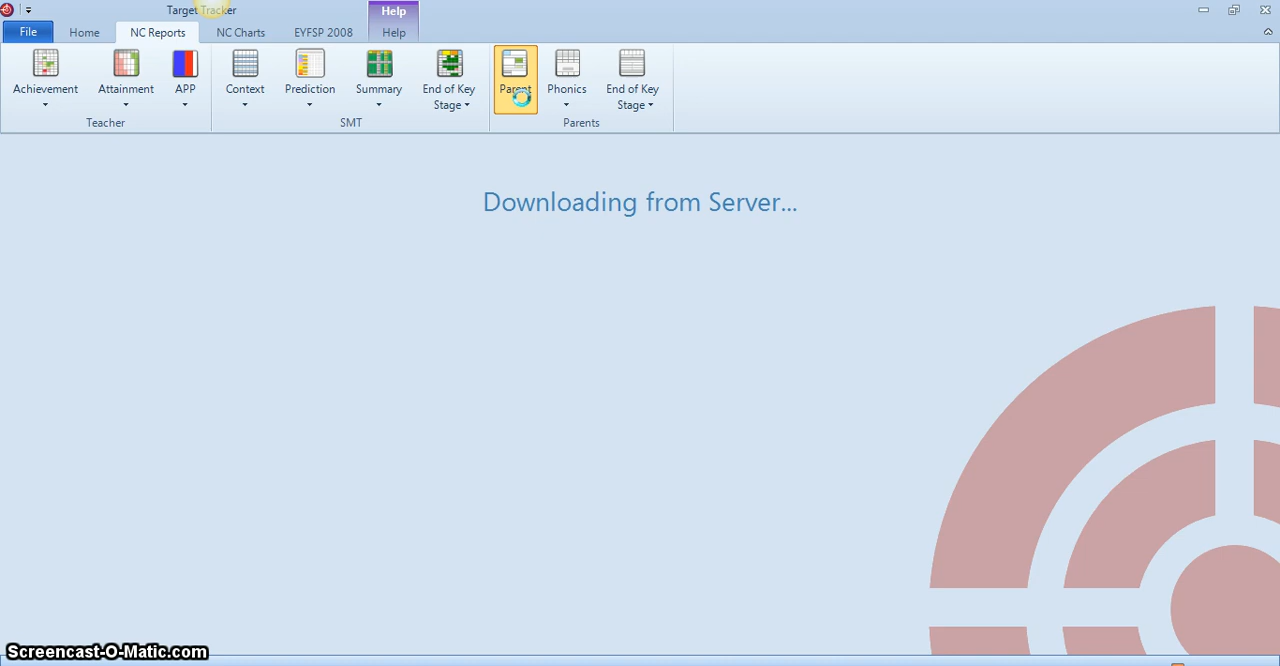 Target Tracker
Help
File
Home
NC Reports
NC Charts
EYFSP 2008
Help
Achievement
Attainment
APP
Context
Prediction
Summary
End of Key
Stage
Parent
Phonics
End of Key
Stage
Teacher
SMT
Parents
Downloading from Server...
Screencast-O-Matic.com